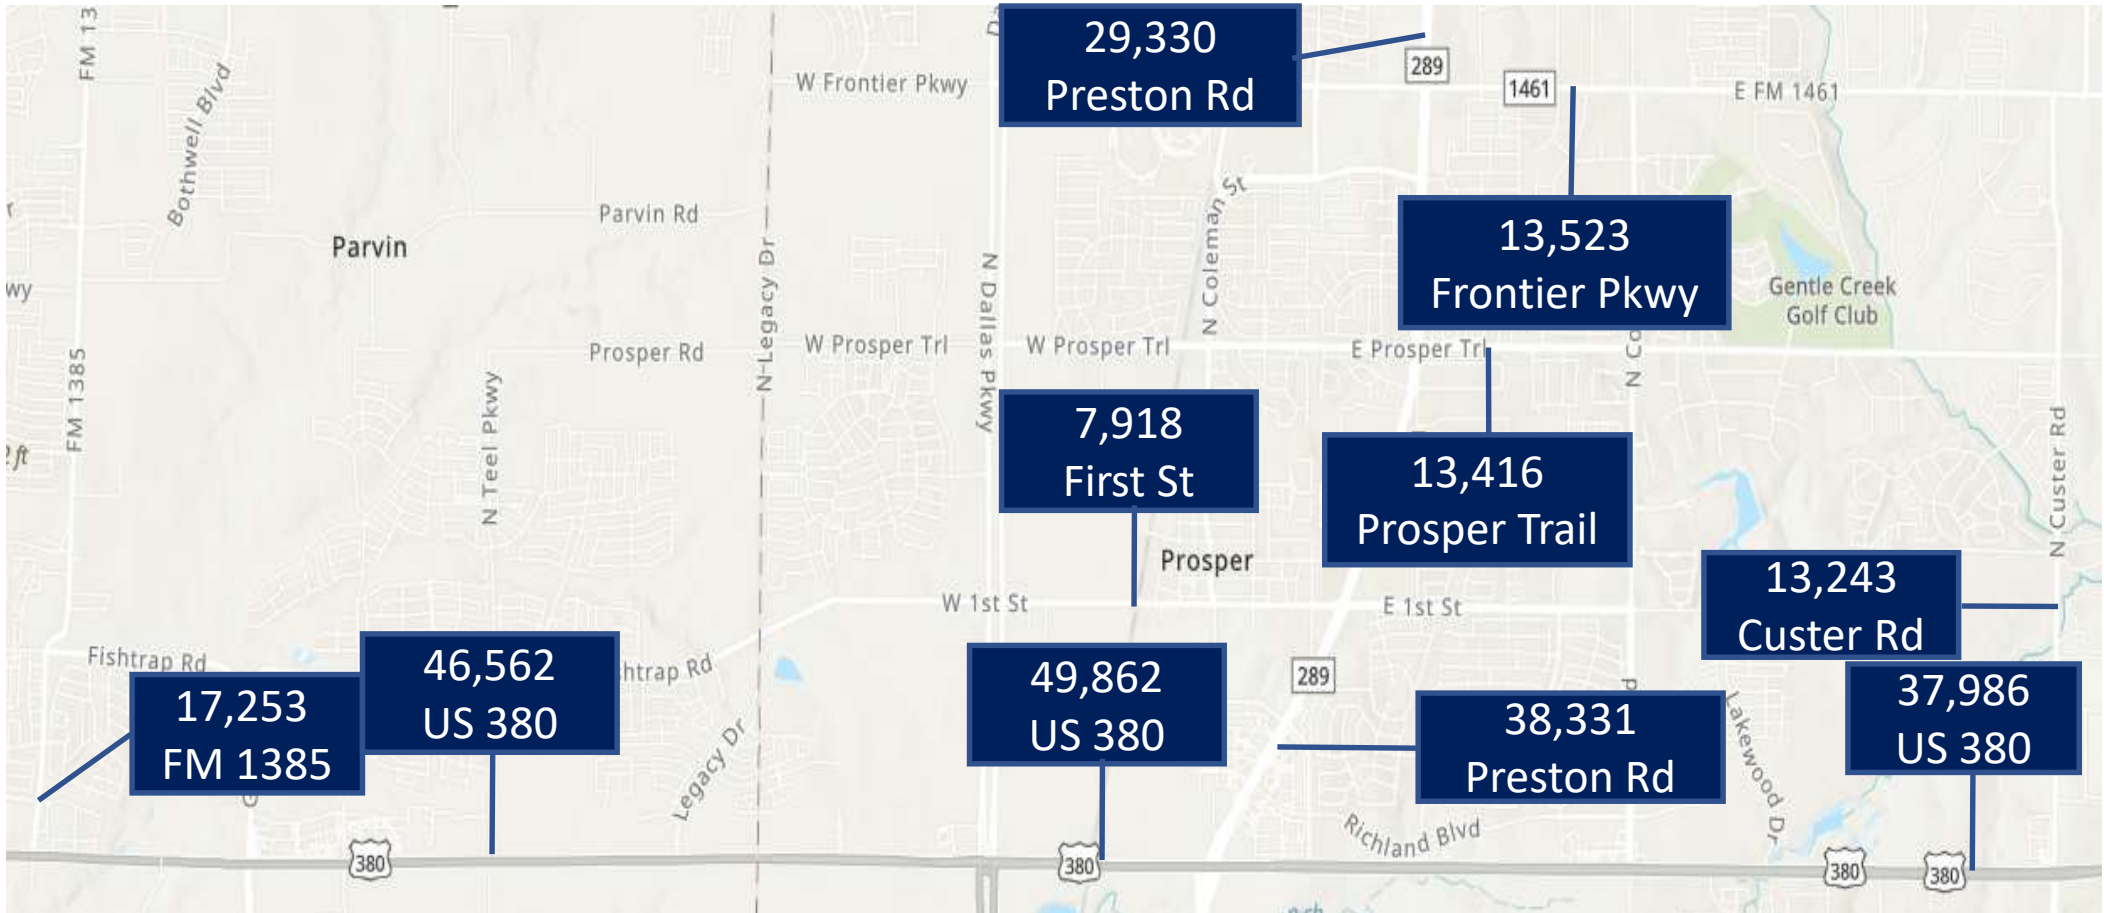 FM 13
Bothwell Blvd
W Frontier Pkwy
29,330
Preston Rd
289
1461
E FM 1461
Parvin Rd
Parvin
N Legacy Dr
N Dallas Pkwy
N Coleman St
13,523
Frontier Pkwy
Gentle Creek
Golf Club
wy
FM 1385
Prosper Rd
W Prosper Trl
W Prosper Trl
E Prosper Trl
N Co
N Teel Pkwy
2 ft
7,918
First St
13,416
Prosper Trail
N Custer Rd
Prosper
W 1st St
E 1st St
13,243
Custer Rd
Fishtrap Rd
htrap Rd
17,253
FM 1385
46,562
US 380
Legacy Dr
49,862
US 380
289
38,331
Preston Rd
d
Lakewood Dr
37,986
US 380
Richland Blvd
380
380
380
380